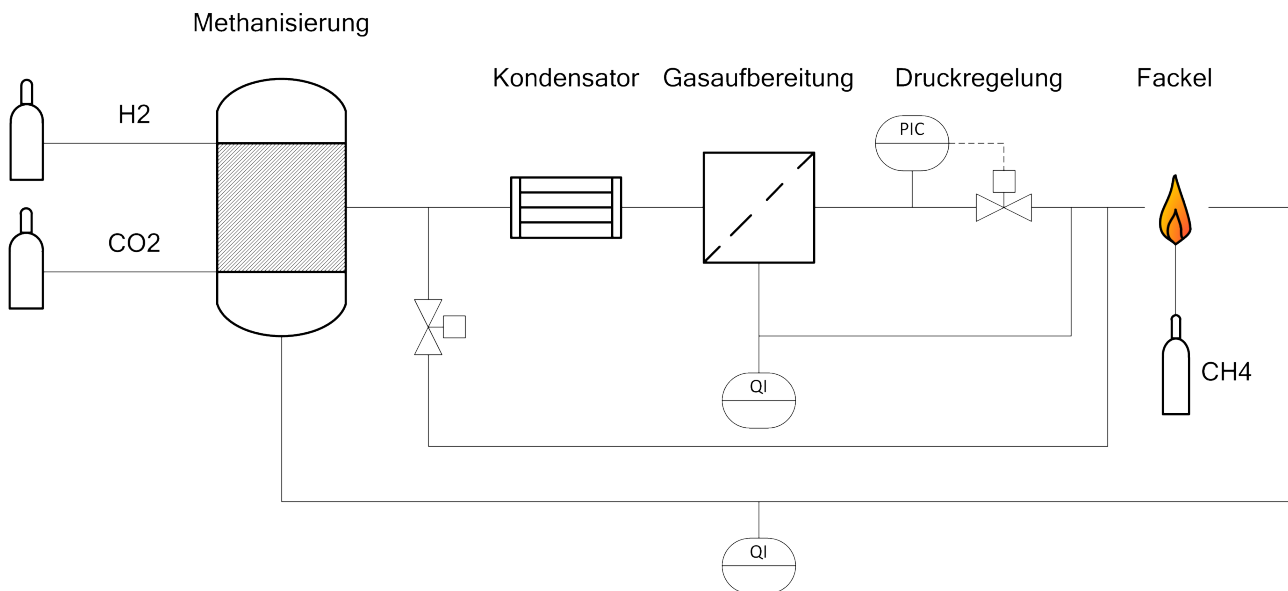 Methanisierung
Kondensator
Gasaufbereitung
Druckregelung
Fackel
H2
PIC
CO2
CH4
QI
QI